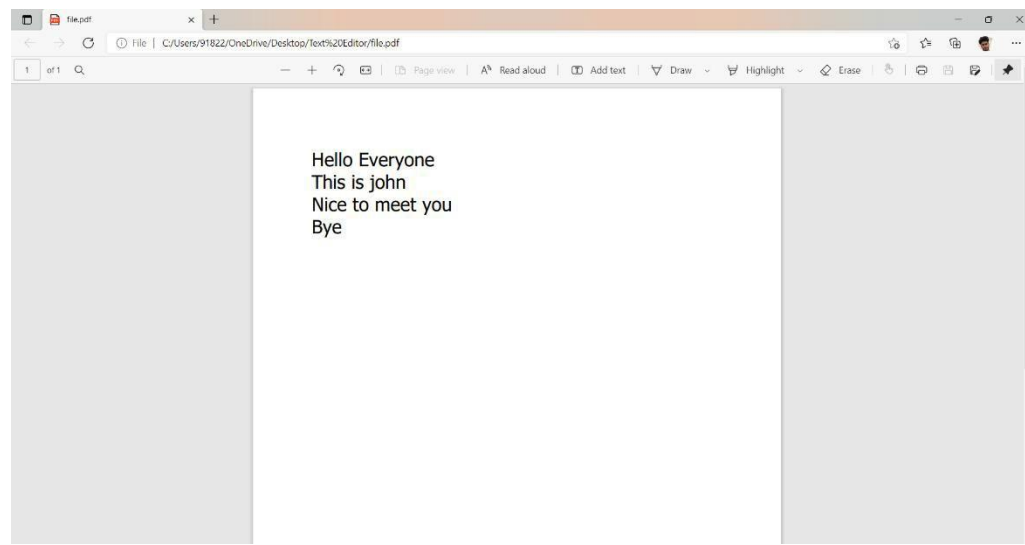 file.pdf
File | C:/Users/91822/OneDrive/Desktop/Text%20Editor/file.pdf
1 of 1 Page view Read aloud Add text Draw Highlight Erase
Hello Everyone
This is john
Nice to meet you
Bye